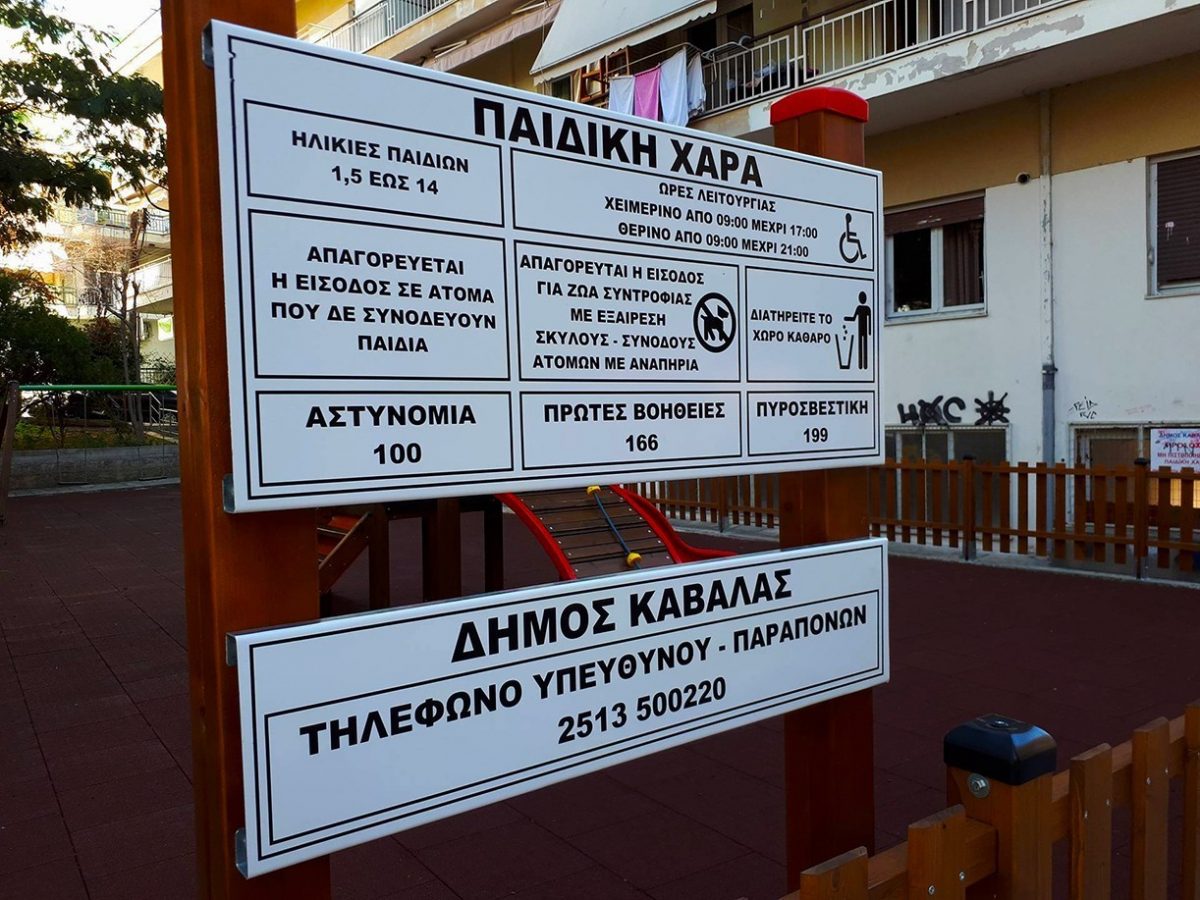 ΠΑΙΔΙΚΗ ΧΑΡΑ
ΗΛΙΚΙΕΣ ΠΑΙΔΙΩΝ
1,5 ΕΩΣ 14
ΩΡΕΣ ΛΕΙΤΟΥΡΓΙΑΣ
ΧΕΙΜΕΡΙΝΟ ΑΠΟ 09:00 ΜΕΧΡΙ 17:00
ΘΕΡΙΝΟ ΑΠΟ 09:00 ΜΕΧΡΙ 21:00
ΑΠΑΓΟΡΕΥΕΤΑΙ
Η ΕΙΣΟΔΟΣ ΣΕ ΑΤΟΜΑ
ΠΟΥ ΔΕ ΣΥΝΟΔΕΥΟΥΝ
ΠΑΙΔΙΑ
ΑΠΑΓΟΡΕΥΤΑΙ Η ΕΙΣΟΔΟΣ
ΓΙΑ ΖΩΑ ΣΥΝΤΡΟΦΙΑΣ
ΜΕ ΕΞΑΙΡΕΣΗ
ΣΚΥΛΟΥΣ - ΣΥΝΟΔΟΥΣ
ΑΤΟΜΩΝ ΜΕ ΑΝΑΠΗΡΙΑ
ΔΙΑΤΗΡΕΙΤΕ ΤΟ
ΧΩΡΟ ΚΑΘΑΡΟ
ΑΣΤΥΝΟΜΙΑ
100
ΠΡΩΤΕΣ ΒΟΗΘΕΙΕΣ
166
ΠΥΡΟΣΒΕΣΤΙΚΗ
199
ΔΗΜΟΣ ΚΑΒΑΛΑΣ
ΤΗΛΕΦΩΝΟ ΥΠΕΥΘΥΝΟΥ - ΠΑΡΑΠΟΝΩΝ
2513 500220
ΔΗΜΟΣ ΚΑΒΑΛΑΣ